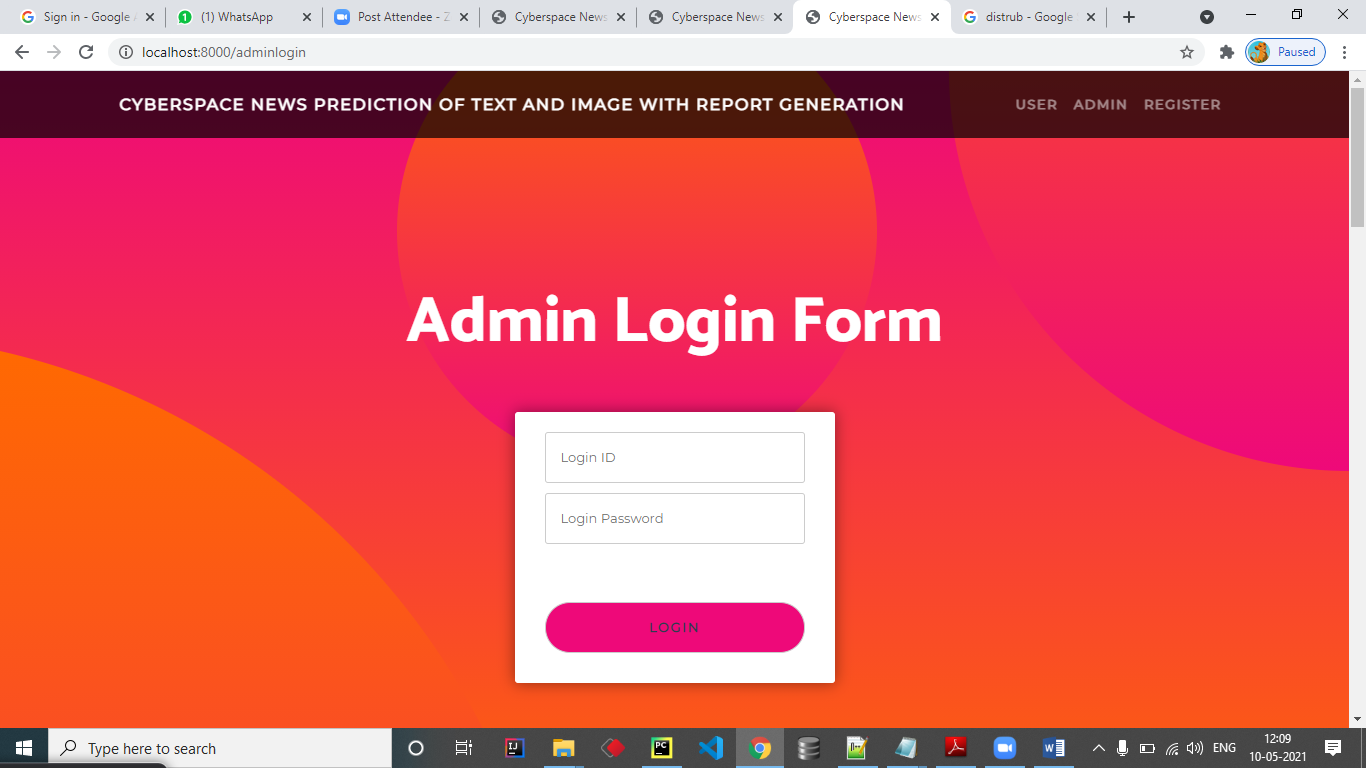 Sign in - Google A
(1) WhatsApp
Post Attendee - Z
Cyberspace News
Cyberspace News
Cyberspace News
distrub - Google
localhost:8000/adminlogin
Paused
CYBERSPACE NEWS PREDICTION OF TEXT AND IMAGE WITH REPORT GENERATION
USER ADMIN REGISTER
Admin Login Form
Login ID
Login Password
LOGIN
Type here to search
IJ
PC
W
ENG
12:09
10-05-2021